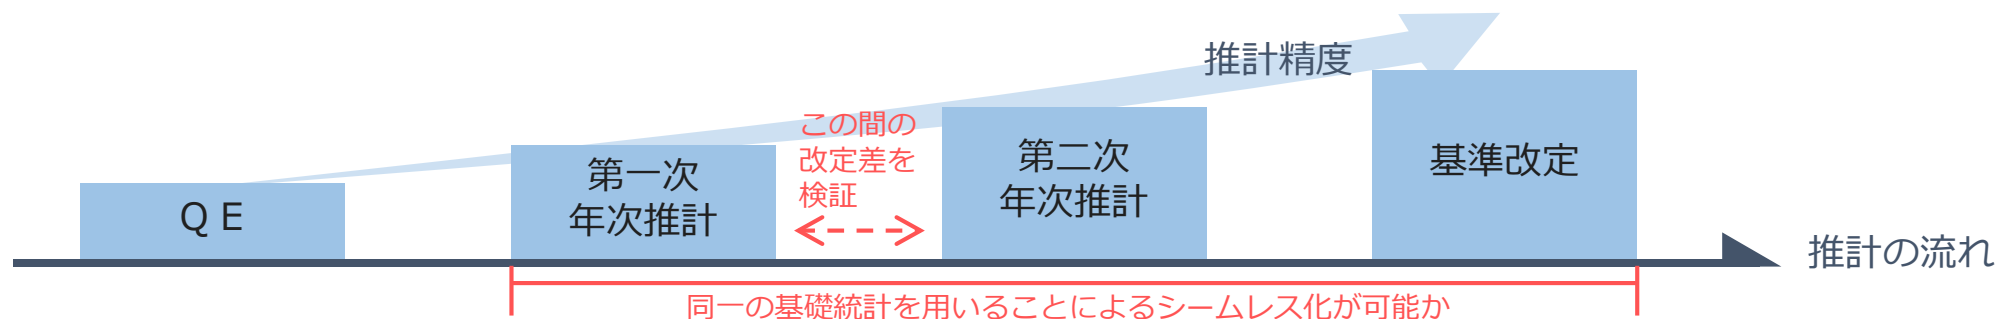 推計精度
この間の
改定差を
検証
ＱＥ
第一次
年次推計
第二次
年次推計
基準改定
推計の流れ
同一の基礎統計を用いることによるシームレス化が可能か